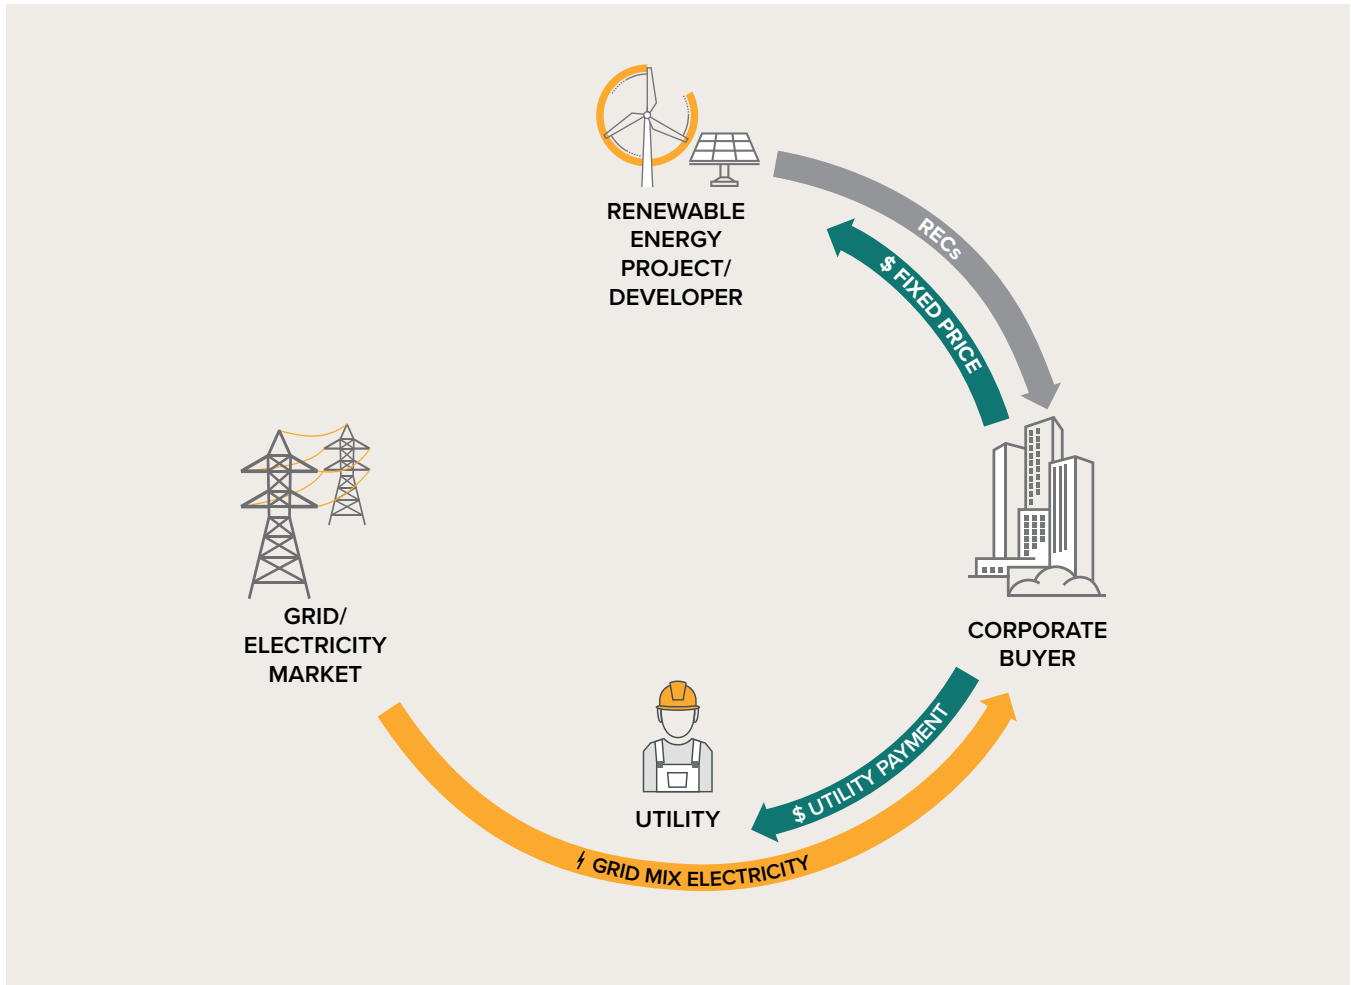 RENEWABLE
ENERGY
PROJECT/
DEVELOPER
RECs
$ FIXED PRICE
GRID/
ELECTRICITY
MARKET
CORPORATE
BUYER
UTILITY
$ UTILITY PAYMENT
GRID MIX ELECTRICITY